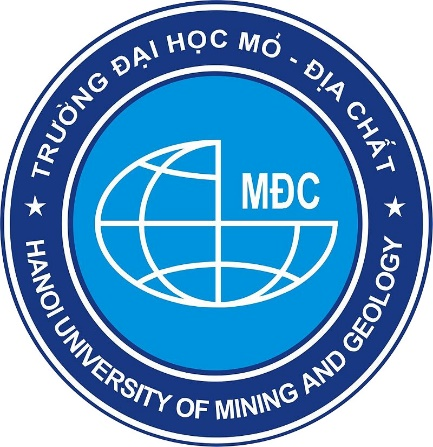 TRƯỜNG ĐẠI HỌC MỎ - ĐỊA CHẤT
MĐC
HANOI UNIVERSITY OF MINING AND GEOLOGY